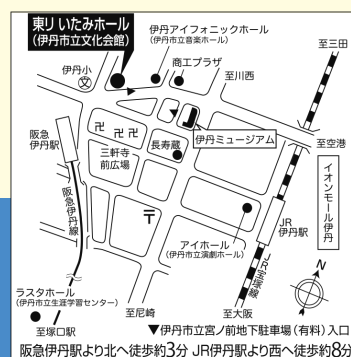 東リ いたみホール
(伊丹市立文化会館)
伊丹アイフォニックホール
(伊丹市立音楽ホール)
至三田
伊丹小
文
商工プラザ
至川西
阪急
伊丹駅
卍
卍 卍
長寿蔵
伊丹ミュージアム
至空港
三軒寺
前広場
イオンモール伊丹
阪急伊丹線
〒
JR
伊丹駅
アイホール
(伊丹市立演劇ホール)
JR宝塚線
N
ラスタホール
(伊丹市立生涯学習センター)
至塚口駅
至尼崎
至大阪
▼伊丹市立宮ノ前地下駐車場(有料)入口
阪急伊丹駅より北へ徒歩約3分 JR伊丹駅より西へ徒歩約8分